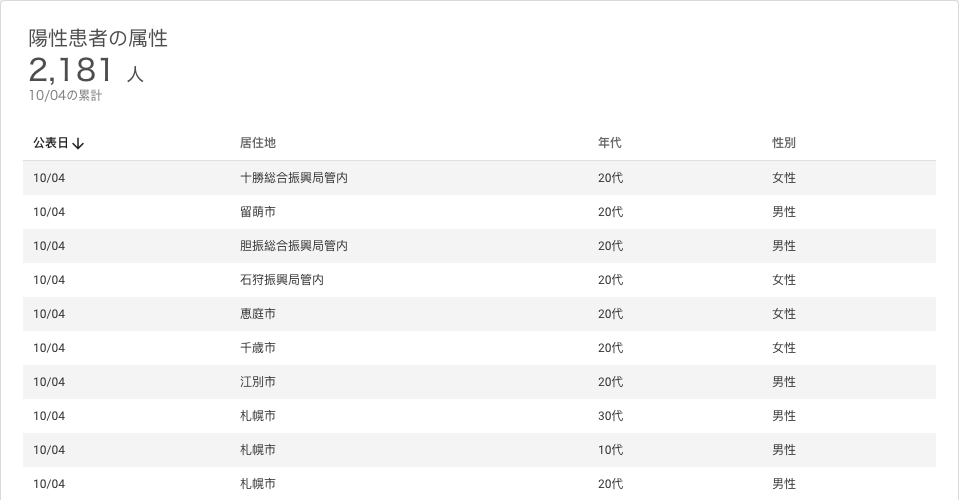 陽性患者の属性
2,181 人
10/04の累計
公表日 居住地 年代 性別
10/04 十勝総合振興局管内 20代 女性
10/04 留萌市 20代 男性
10/04 胆振総合振興局管内 20代 男性
10/04 石狩振興局管内 20代 女性
10/04 恵庭市 20代 女性
10/04 千歳市 20代 女性
10/04 江別市 20代 男性
10/04 札幌市 30代 男性
10/04 札幌市 10代 男性
10/04 札幌市 20代 男性